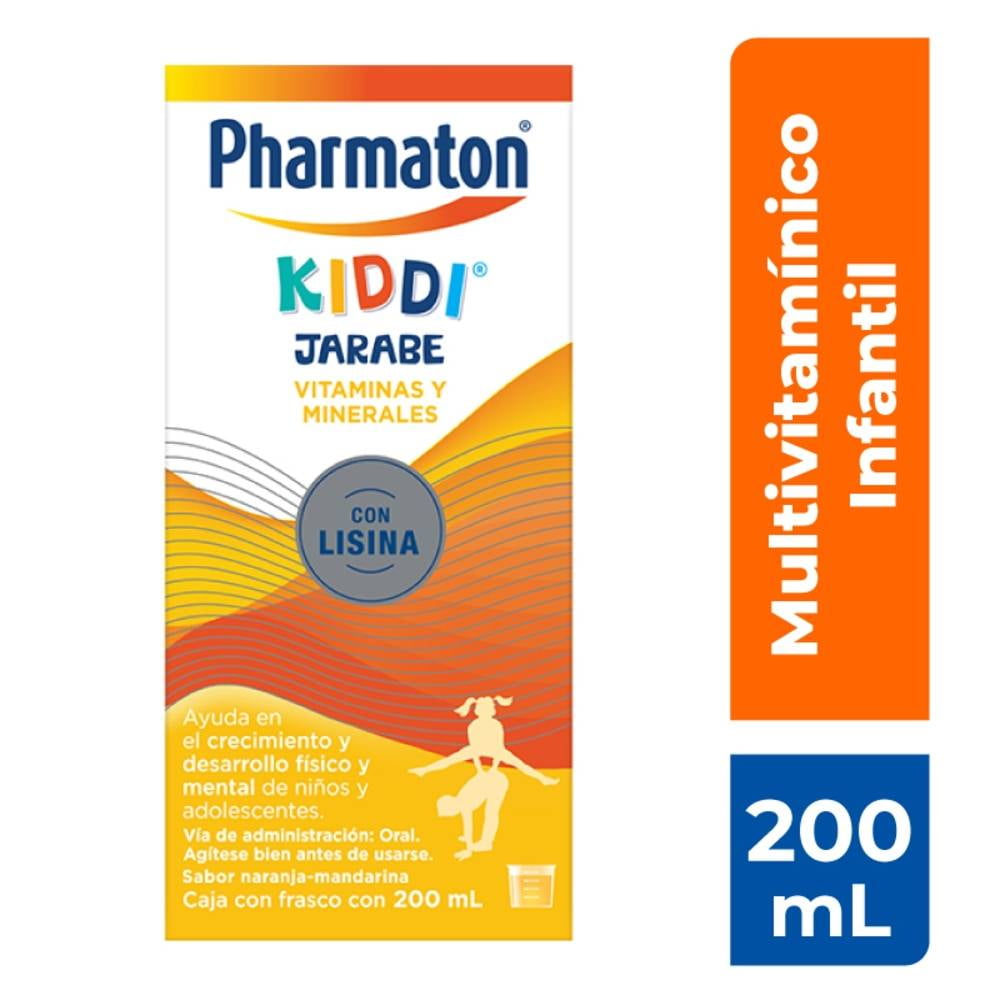 Pharmaton®
KIDDI®
JARABE
VITAMINAS Y
MINERALES
CON
LISINA
Ayuda en
el crecimiento y
desarrollo físico y
mental de niños y
adolescentes.
Vía de administración: Oral.
Agítese bien antes de usarse.
Sabor naranja-mandarina
Caja con frasco con 200 mL
Multivitamínico
Infantil
200
mL